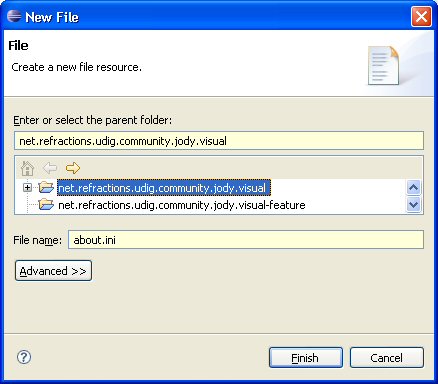 New File
File
Create a new file resource.
Enter or select the parent folder:
net.refractions.udig.community.jody.visual
net.refractions.udig.community.jody.visual
net.refractions.udig.community.jody.visual-feature
File name: about.ini
Advanced >>
? Finish Cancel